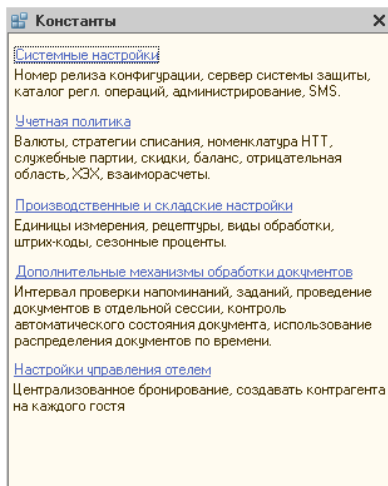 Константы
Системные настройки
Номер релиза конфигурации, сервер системы защиты,
каталог регл. операций, администрирование, SMS.
Учетная политика
Валюты, стратегии списания, номенклатура НТТ,
служебные партии, скидки, баланс, отрицательная
область, ХЭХ, взаиморасчеты.
Производственные и складские настройки
Единицы измерения, рецептуры, виды обработки,
штрих-коды, сезонные проценты.
Дополнительные механизмы обработки документов
Интервал проверки напоминаний, заданий, проведение
документов в отдельной сессии, контроль
автоматического состояния документа, использование
распределения документов по времени.
Настройки управления отелем
Централизованное бронирование, создавать контрагента
на каждого гостя